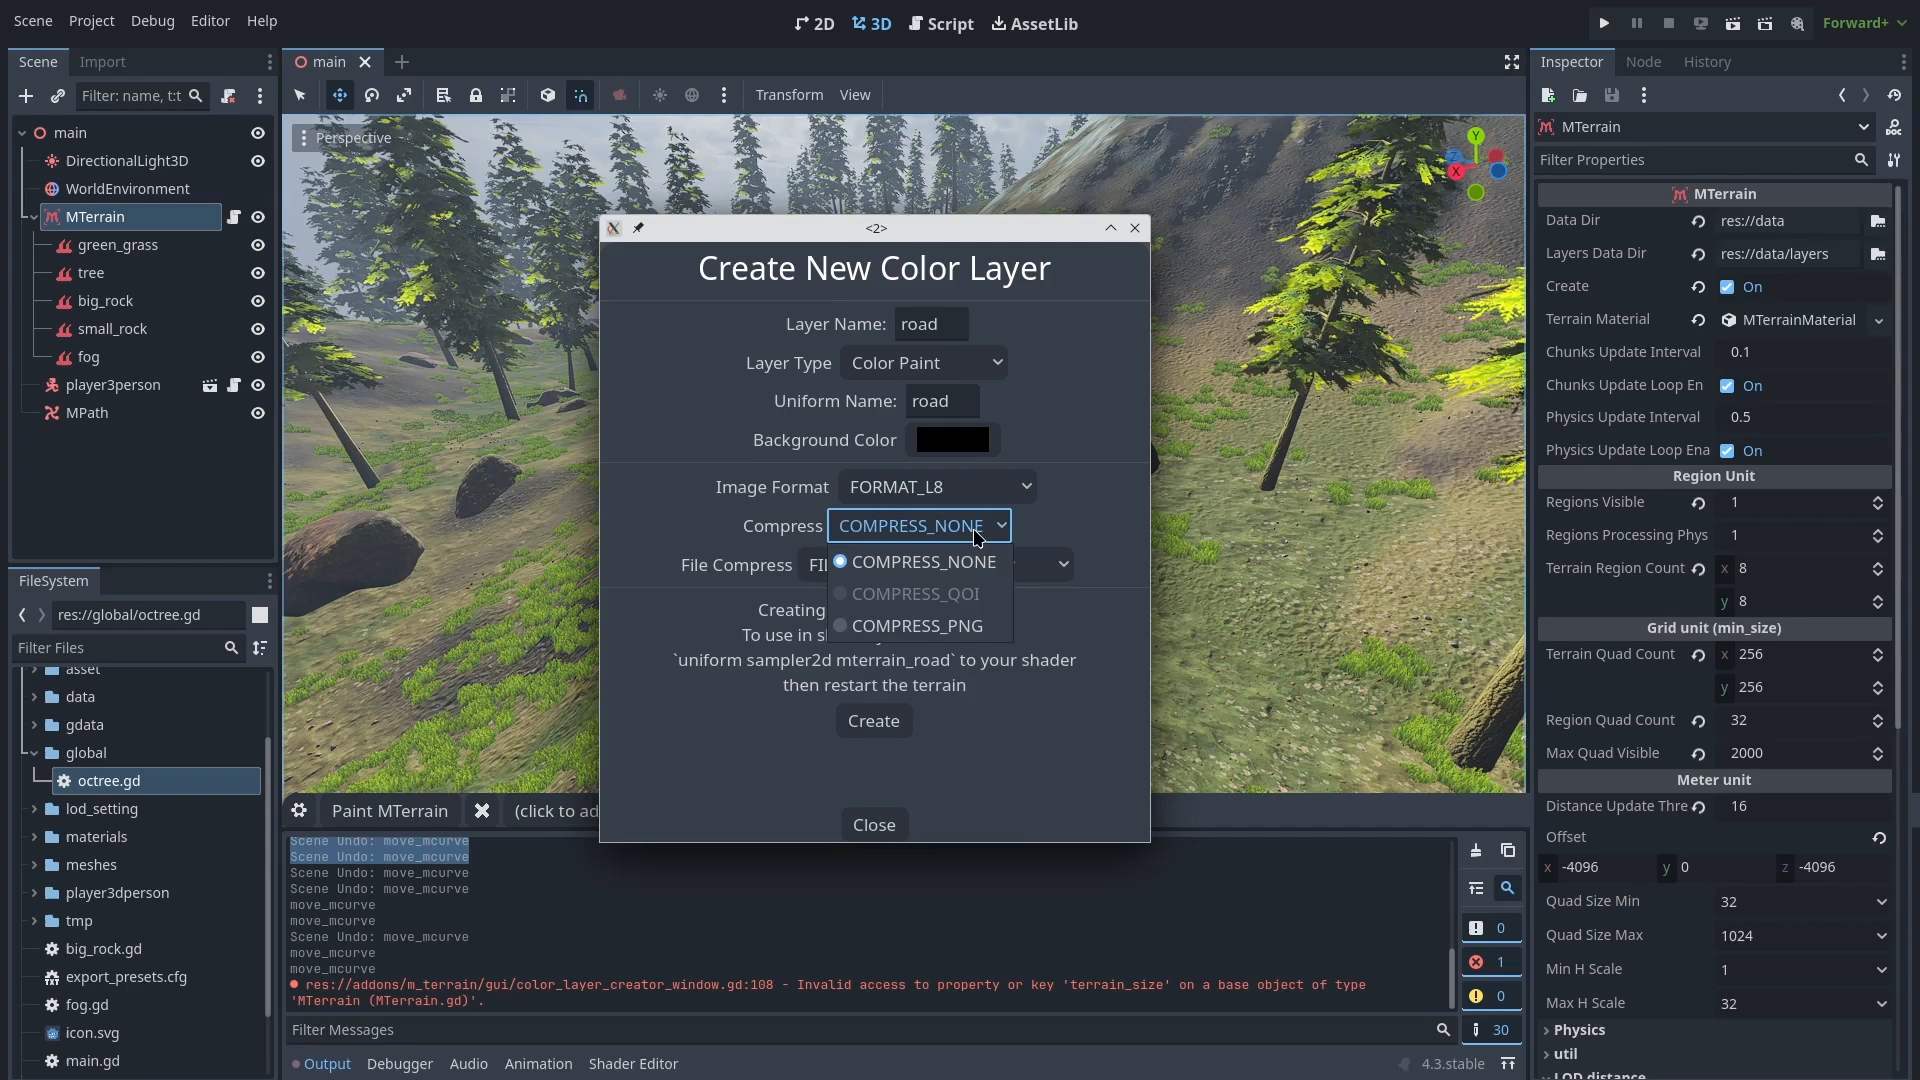 Scene Project Debug Editor Help
2D 3D Script AssetLib
Forward+
Scene Import
Filter: name, t:t
main
DirectionalLight3D
WorldEnvironment
MTerrain
green_grass
tree
big_rock
small_rock
fog
player3person
MPath
FileSystem
res://global/octree.gd
Filter Files
asset
data
gdata
global
octree.gd
lod_setting
materials
meshes
player3dperson
tmp
big_rock.gd
export_presets.cfg
fog.gd
icon.svg
main.gd
main
Transform View
Perspective
Y
Z
X
<2>
Create New Color Layer
Layer Name: road
Layer Type Color Paint
Uniform Name: road
Background Color
Image Format FORMAT_L8
Compress COMPRESS_NONE
COMPRESS_NONE
COMPRESS_QOI
COMPRESS_PNG
File Compress
Creating
To use in
`uniform sampler2d mterrain_road` to your shader
then restart the terrain
Create
Close
Paint MTerrain (click to ad
Scene Undo: move_mcurve
Scene Undo: move_mcurve
Scene Undo: move_mcurve
Scene Undo: move_mcurve
move_mcurve
move_mcurve
Scene Undo: move_mcurve
move_mcurve
move_mcurve
res://addons/m_terrain/gui/color_layer_creator_window.gd:108 - Invalid access to property or key 'terrain_size' on a base object of type
'MTerrain (MTerrain.gd)'.
0
1
0
30
Filter Messages
Output Debugger Audio Animation Shader Editor
4.3.stable
Inspector Node History
MTerrain
DOC
Filter Properties
MTerrain
Data Dir res://data
Layers Data Dir res://data/layers
Create On
Terrain Material MTerrainMaterial
Chunks Update Interval 0.1
Chunks Update Loop En On
Physics Update Interval 0.5
Physics Update Loop Ena On
Region Unit
Regions Visible 1
Regions Processing Phys 1
Terrain Region Count x 8
y 8
Grid unit (min_size)
Terrain Quad Count x 256
y 256
Region Quad Count 32
Max Quad Visible 2000
Meter unit
Distance Update Thre 16
Offset
x -4096 y 0 z -4096
Quad Size Min 32
Quad Size Max 1024
Min H Scale 1
Max H Scale 32
Physics
util
LOD distance